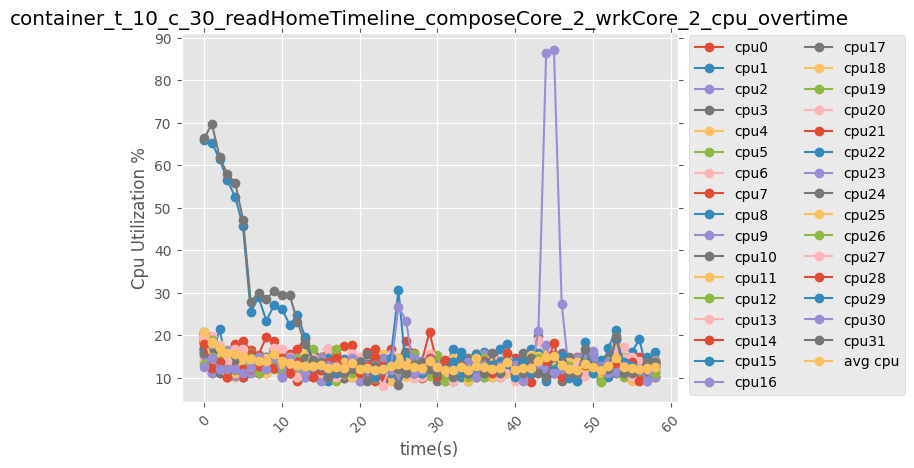 container_t_10_c_30_readHomeTimeline_composeCore_2_wrkCore_2_cpu_overtime
Cpu Utilization %
90
80
70
60
50
40
30
20
10
0
10
20
30
40
50
60
time(s)
cpu0
cpu1
cpu2
cpu3
cpu4
cpu5
cpu6
cpu7
cpu8
cpu9
cpu10
cpu11
cpu12
cpu13
cpu14
cpu15
cpu16
cpu17
cpu18
cpu19
cpu20
cpu21
cpu22
cpu23
cpu24
cpu25
cpu26
cpu27
cpu28
cpu29
cpu30
cpu31
avg cpu